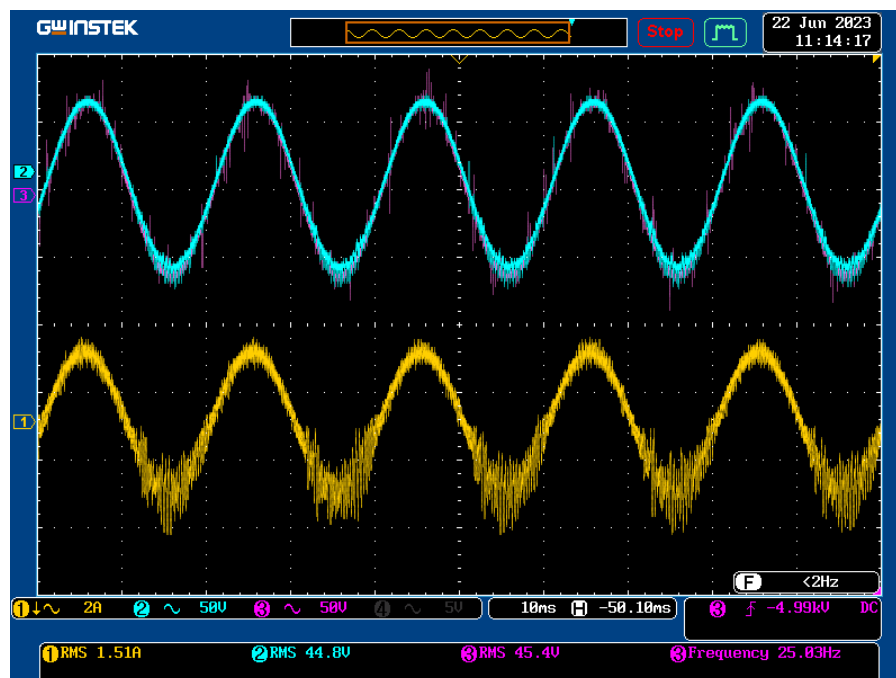 GWINSTEK
Stop
22 Jun 2023
11:14:17
2
3
1
F <2Hz
1 2A 2 50V 3 50V 4 5V
10ms H -50.10ms
3 -4.99kV DC
1 RMS 1.51A 2 RMS 44.8V 3 RMS 45.4V 3 Frequency 25.03Hz